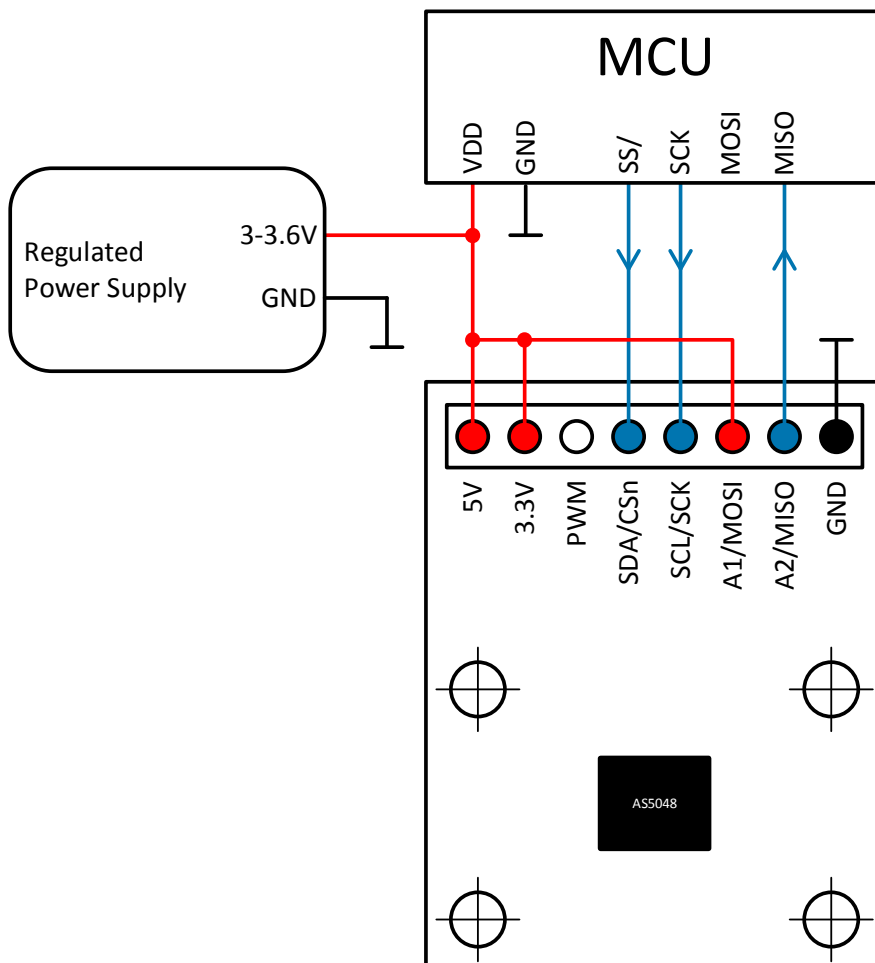 MCU
VDD
GND
SS/
SCK
MOSI
MISO
3-3.6V
Regulated
Power Supply
GND
5V
3.3V
PWM
SDA/CSn
SCL/SCK
A1/MOSI
A2/MISO
GND
AS5048